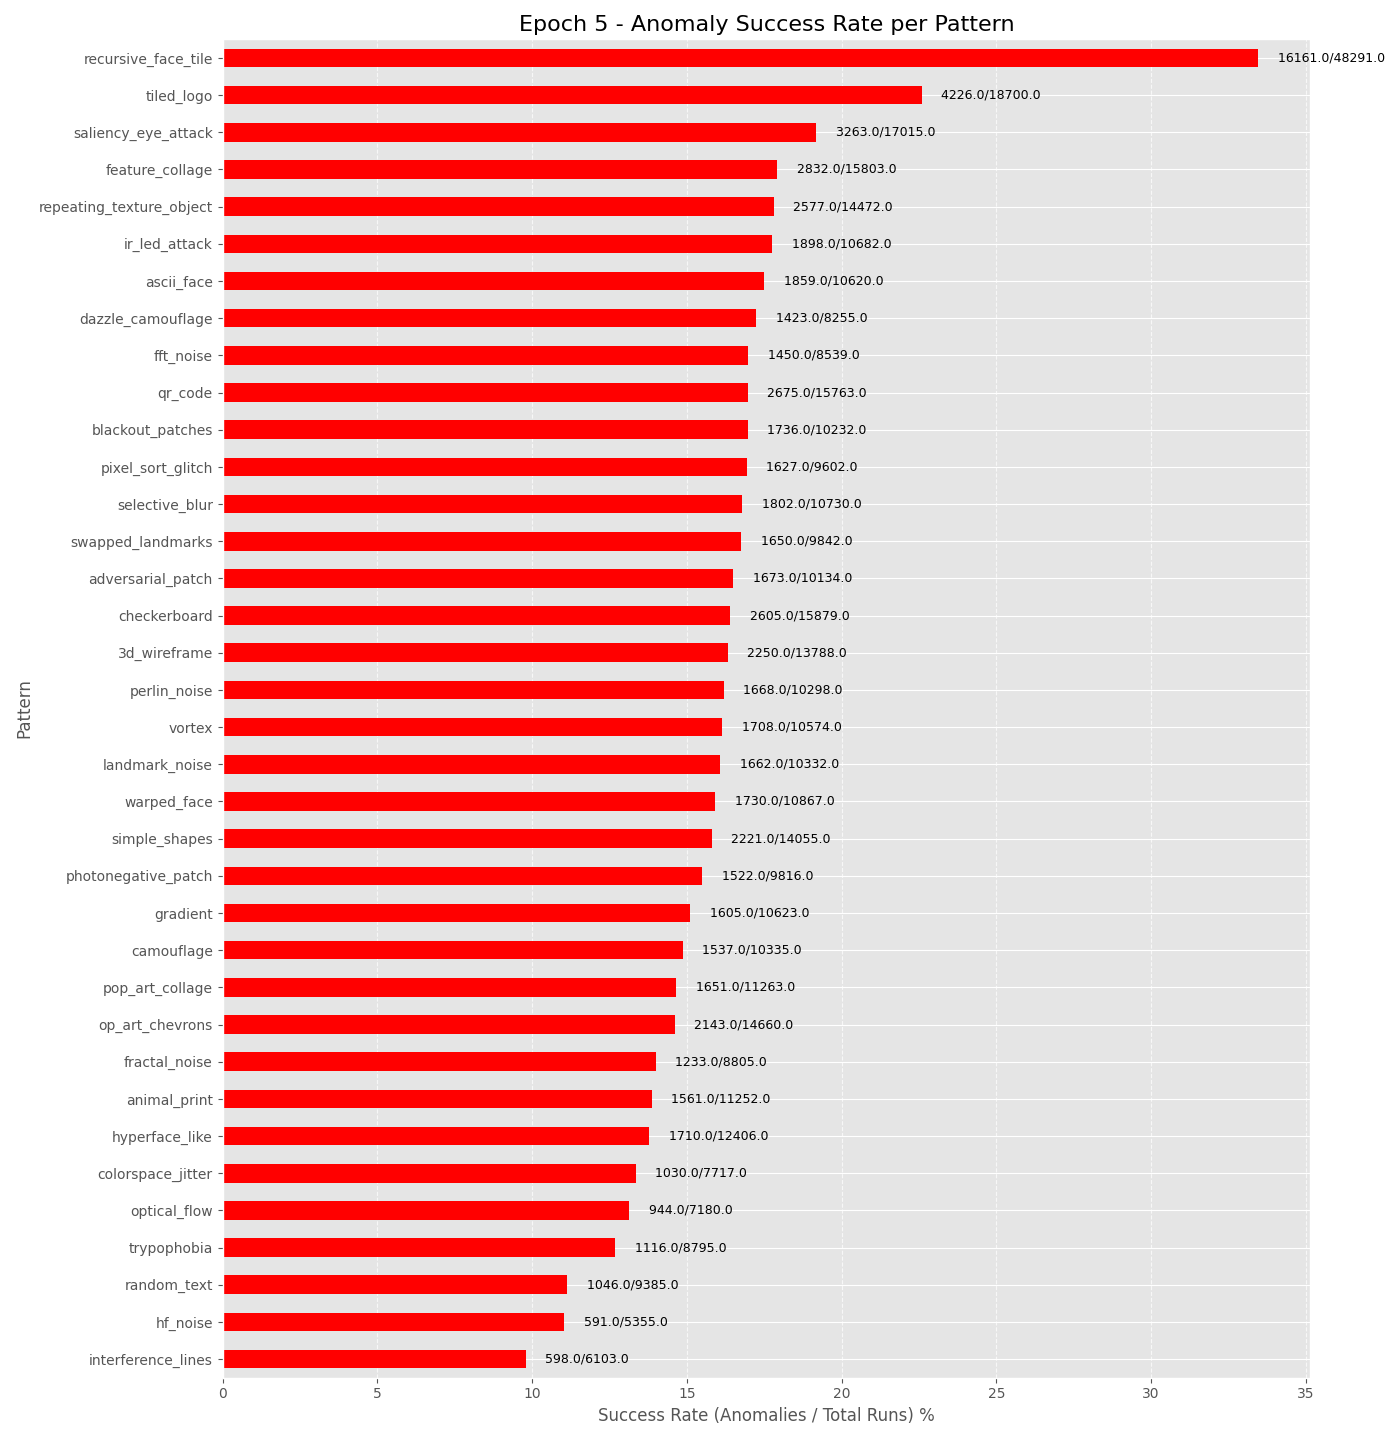 Epoch 5 - Anomaly Success Rate per Pattern
recursive_face_tile 16161.0/48291.0
tiled_logo 4226.0/18700.0
saliency_eye_attack 3263.0/17015.0
feature_collage 2832.0/15803.0
repeating_texture_object 2577.0/14472.0
ir_led_attack 1898.0/10682.0
ascii_face 1859.0/10620.0
dazzle_camouflage 1423.0/8255.0
fft_noise 1450.0/8539.0
qr_code 2675.0/15763.0
blackout_patches 1736.0/10232.0
pixel_sort_glitch 1627.0/9602.0
selective_blur 1802.0/10730.0
swapped_landmarks 1650.0/9842.0
adversarial_patch 1673.0/10134.0
checkerboard 2605.0/15879.0
3d_wireframe 2250.0/13788.0
perlin_noise 1668.0/10298.0
vortex 1708.0/10574.0
landmark_noise 1662.0/10332.0
warped_face 1730.0/10867.0
simple_shapes 2221.0/14055.0
photonegative_patch 1522.0/9816.0
gradient 1605.0/10623.0
camouflage 1537.0/10335.0
pop_art_collage 1651.0/11263.0
op_art_chevrons 2143.0/14660.0
fractal_noise 1233.0/8805.0
animal_print 1561.0/11252.0
hyperface_like 1710.0/12406.0
colorspace_jitter 1030.0/7717.0
optical_flow 944.0/7180.0
trypophobia 1116.0/8795.0
random_text 1046.0/9385.0
hf_noise 591.0/5355.0
interference_lines 598.0/6103.0
Pattern
0 5 10 15 20 25 30 35
Success Rate (Anomalies / Total Runs) %